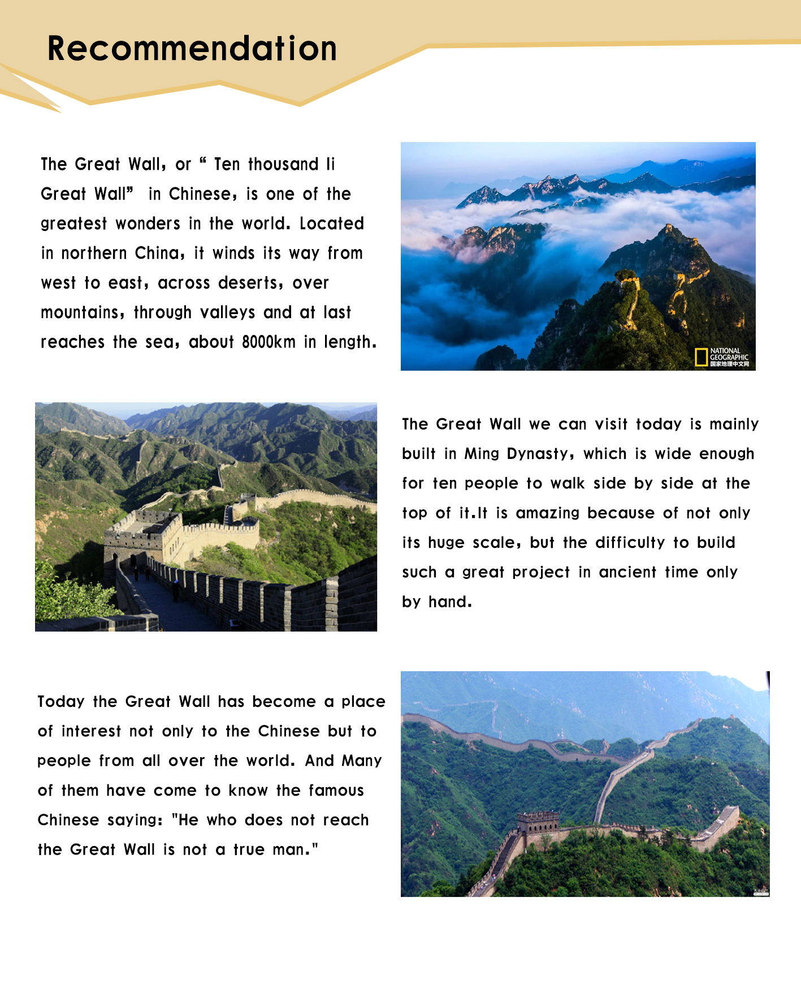 Recommendation
The Great Wall, or “ Ten thousand li
Great Wall” in Chinese, is one of the
greatest wonders in the world. Located
in northern China, it winds its way from
west to east, across deserts, over
mountains, through valleys and at last
reaches the sea, about 8000km in length.
NATIONAL
GEOGRAPHIC
国家地理中文网
The Great Wall we can visit today is mainly
built in Ming Dynasty, which is wide enough
for ten people to walk side by side at the
top of it.It is amazing because of not only
its huge scale, but the difficulty to build
such a great project in ancient time only
by hand.
Today the Great Wall has become a place
of interest not only to the Chinese but to
people from all over the world. And Many
of them have come to know the famous
Chinese saying: "He who does not reach
the Great Wall is not a true man."